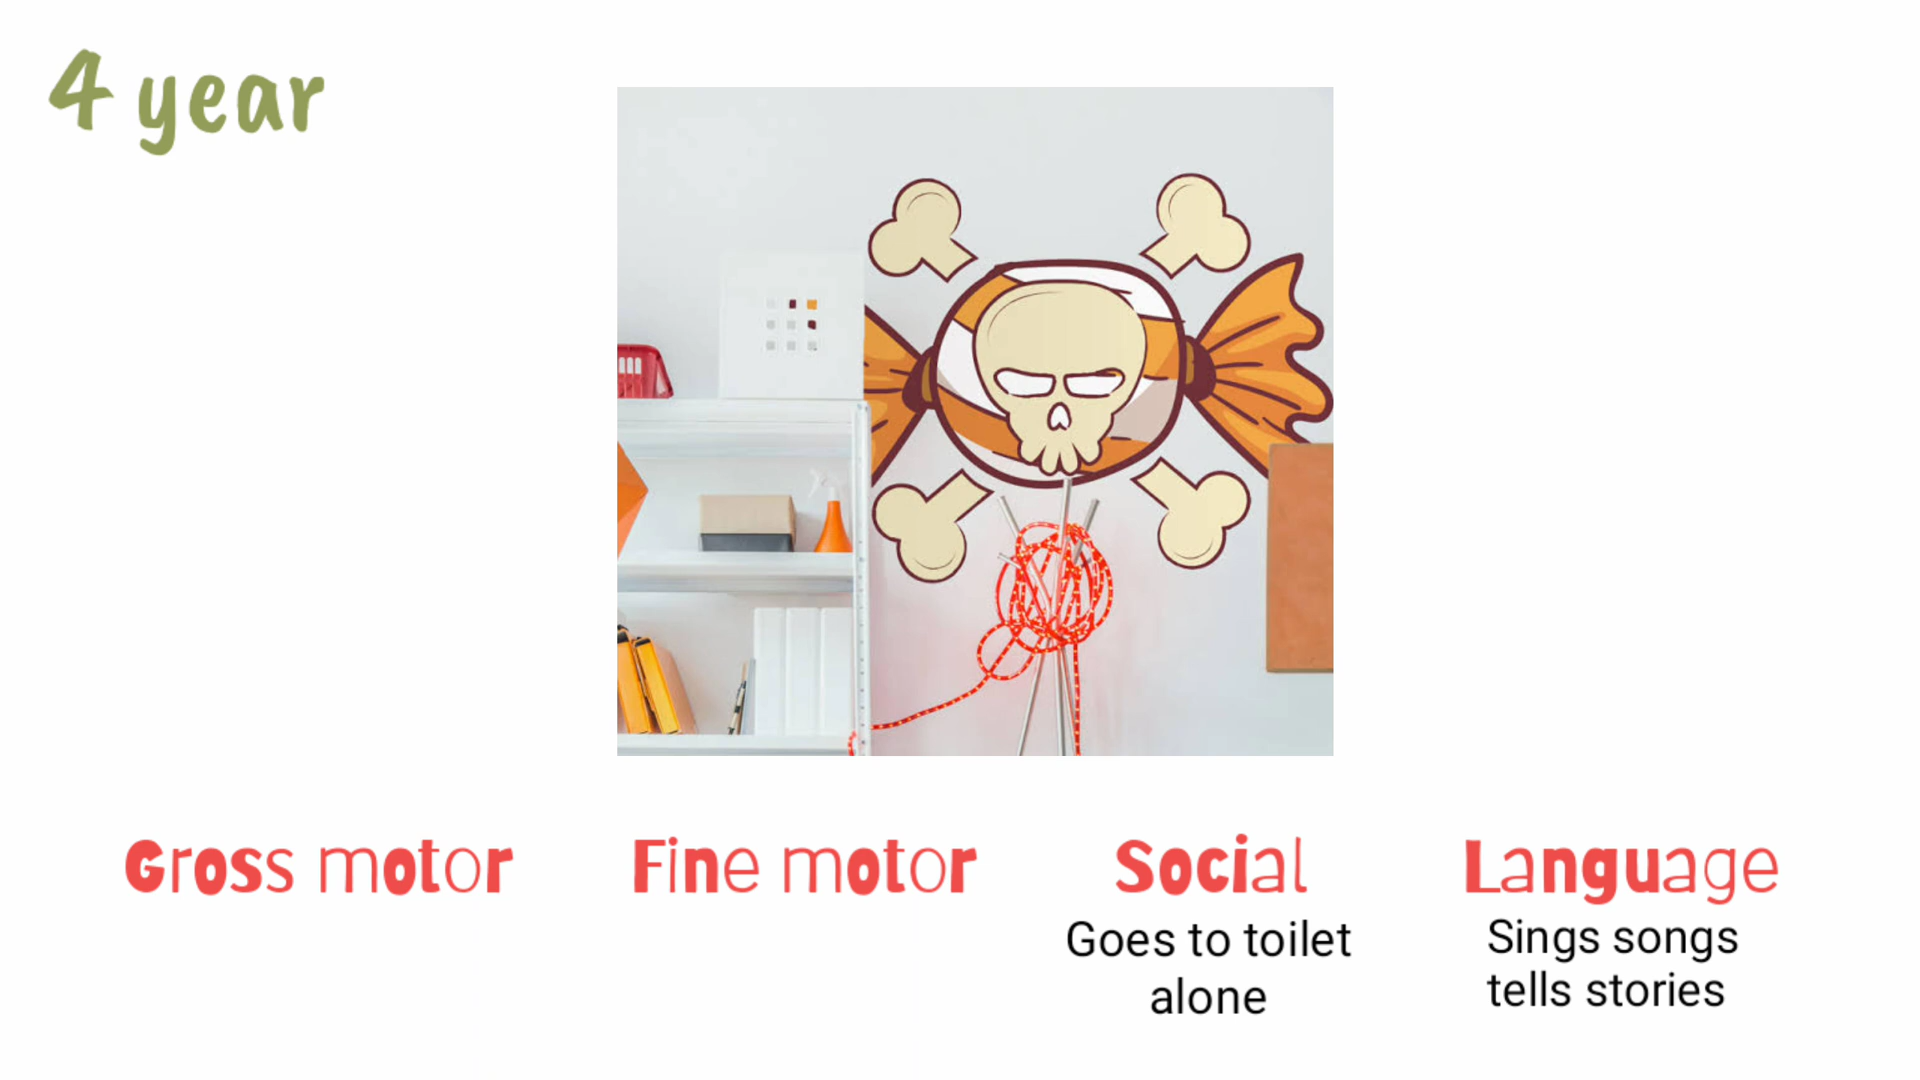 4 year
Gross motor
Fine motor
Social
Language
Goes to toilet
alone
Sings songs
tells stories